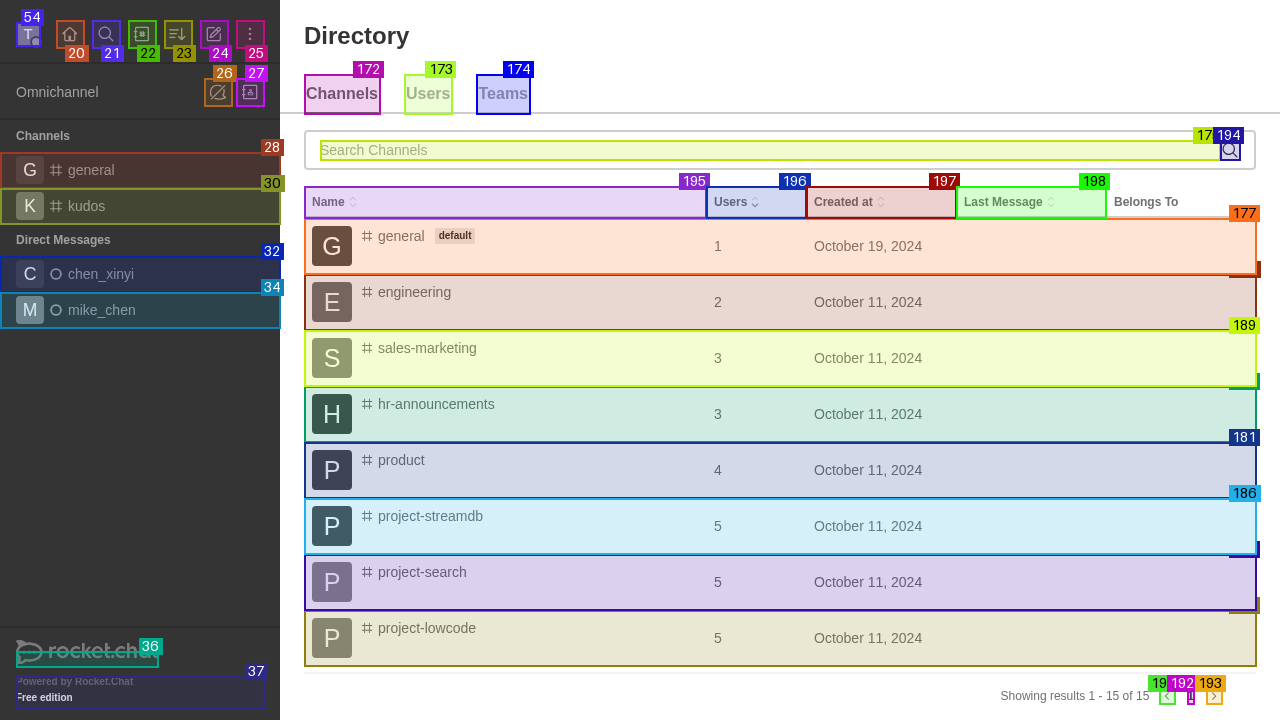 54
T
20
21
22
23
24
25
26
27
Omnichannel
Channels
28
G general
30
K kudos
Direct Messages
32
C chen_xinyi
34
M mike_chen
36
rocket.chat
37
Powered by Rocket.Chat
Free edition
Directory
172
173
174
Channels
Users
Teams
194
Search Channels
195
196
197
198
Name
Users
Created at
Last Message
Belongs To
177
G general default 1 October 19, 2024
E engineering 2 October 11, 2024
189
S sales-marketing 3 October 11, 2024
H hr-announcements 3 October 11, 2024
181
P product 4 October 11, 2024
186
P project-streamdb 5 October 11, 2024
P project-search 5 October 11, 2024
P project-lowcode 5 October 11, 2024
192
193
Showing results 1 - 15 of 15